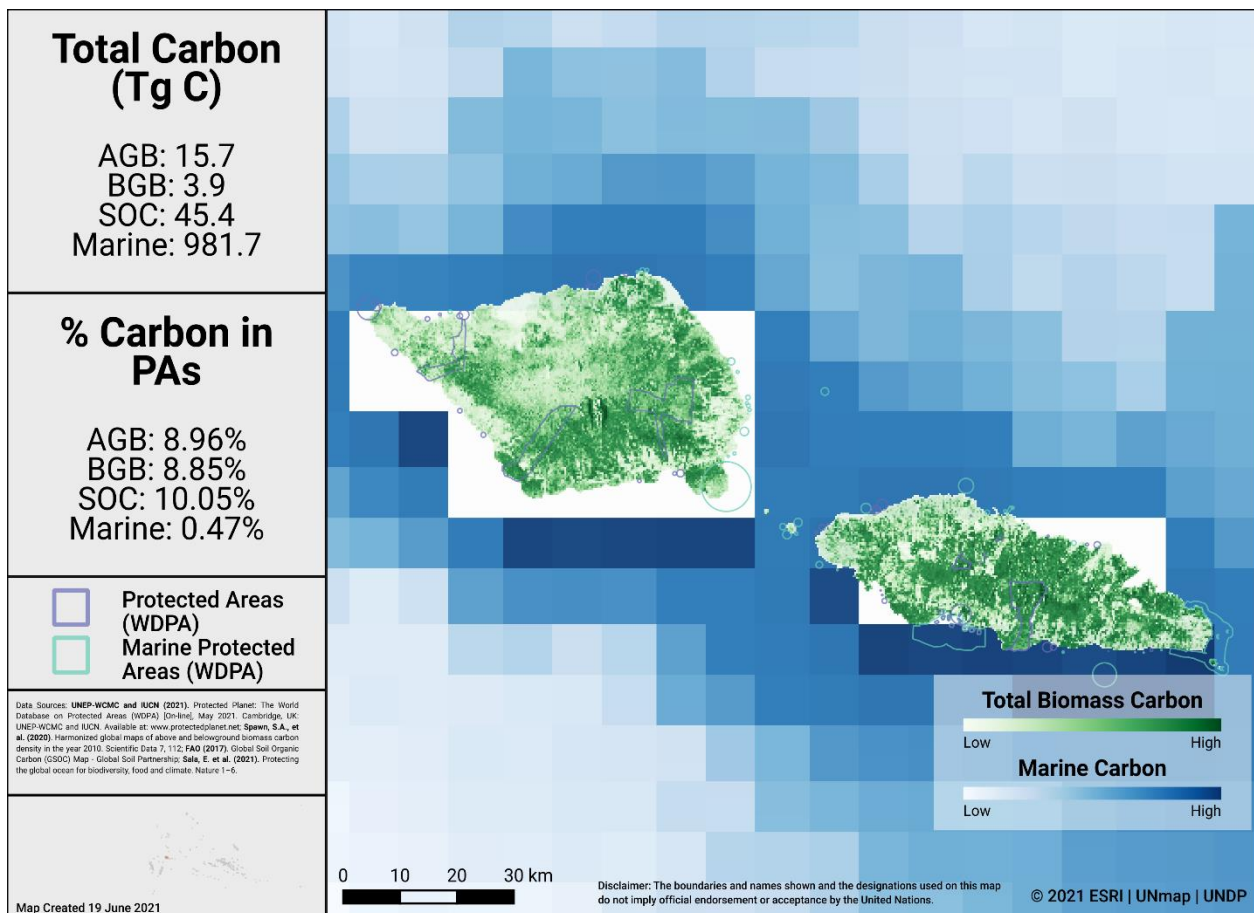 Total Carbon
(Tg C)
AGB: 15.7
BGB: 3.9
SOC: 45.4
Marine: 981.7
% Carbon in
PAs
AGB: 8.96%
BGB: 8.85%
SOC: 10.05%
Marine: 0.47%
Protected Areas
(WDPA)
Marine Protected
Areas (WDPA)
Data Sources: UNEP-WCMC and IUCN (2021). Protected Planet: The World
Database on Protected Areas (WDPA) [On-line], May 2021. Cambridge, UK:
UNEP-WCMC and IUCN. Available at: www.protectedplanet.net; Spawn, S.A., et
al. (2020). Harmonized global maps of above and belowground biomass carbon
density in the year 2010. Scientific Data 7, 112; FAO (2017). Global Soil Organic
Carbon (GSOC) Map - Global Soil Partnership; Sala, E. et al. (2021). Protecting
the global ocean for biodiversity, food and climate. Nature 1–6.
Map Created 19 June 2021
Total Biomass Carbon
Low High
Marine Carbon
Low High
0 10 20 30 km
Disclaimer: The boundaries and names shown and the designations used on this map
do not imply official endorsement or acceptance by the United Nations.
© 2021 ESRI | UNmap | UNDP